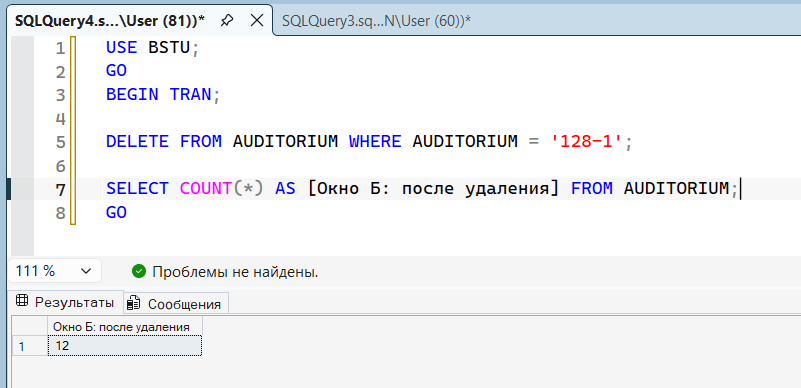 SQLQuery4.s...\User (81))*
SQLQuery3.sq...N\User (60))*
1 USE BSTU;
2 GO
3 BEGIN TRAN;
4
5 DELETE FROM AUDITORIUM WHERE AUDITORIUM = '128-1';
6
7 SELECT COUNT(*) AS [Окно Б: после удаления] FROM AUDITORIUM;
8 GO
111 %
Проблемы не найдены.
Результаты
Сообщения
Окно Б: после удаления
1 12